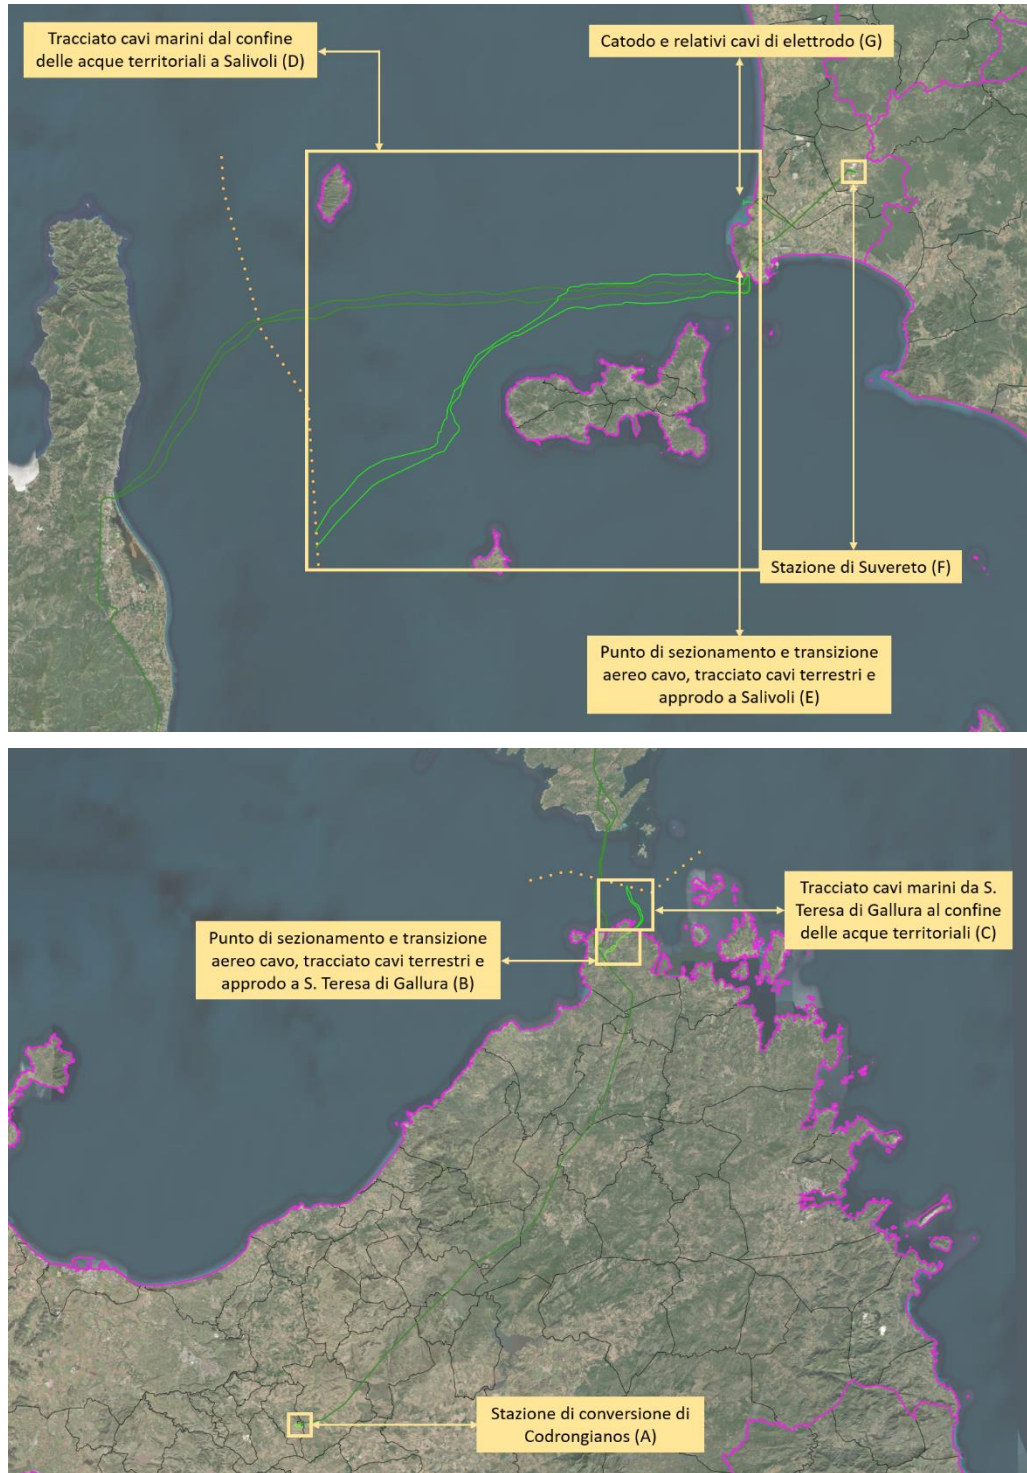 Tracciato cavi marini dal confine
delle acque territoriali a Salivoli (D)
Catodo e relativi cavi di elettrodo (G)
Stazione di Suvereto (F)
Punto di sezionamento e transizione
aereo cavo, tracciato cavi terrestri e
approdo a Salivoli (E)
Tracciato cavi marini da S.
Teresa di Gallura al confine
delle acque territoriali (C)
Punto di sezionamento e transizione
aereo cavo, tracciato cavi terrestri e
approdo a S. Teresa di Gallura (B)
Stazione di conversione di
Codrongianos (A)